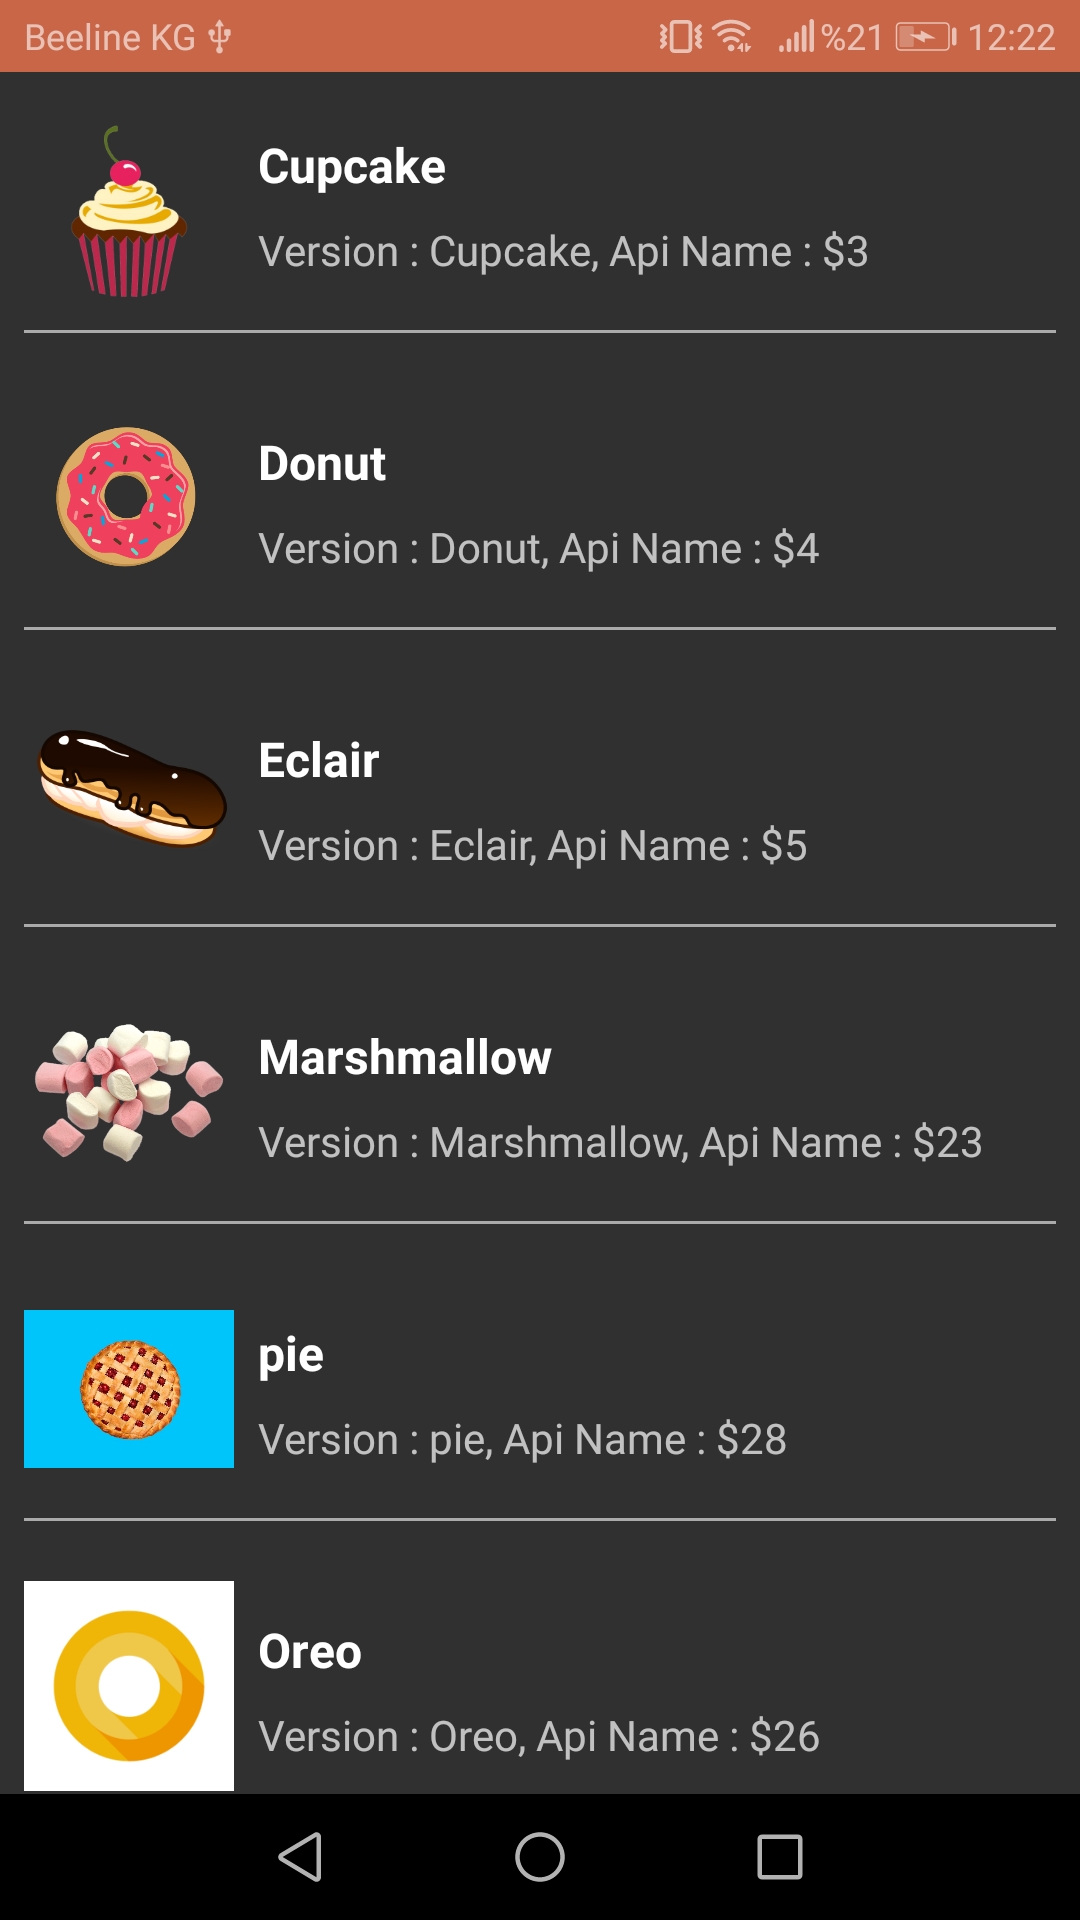 Beeline KG %21 12:22
Cupcake
Version : Cupcake, Api Name : $3
Donut
Version : Donut, Api Name : $4
Eclair
Version : Eclair, Api Name : $5
Marshmallow
Version : Marshmallow, Api Name : $23
pie
Version : pie, Api Name : $28
Oreo
Version : Oreo, Api Name : $26